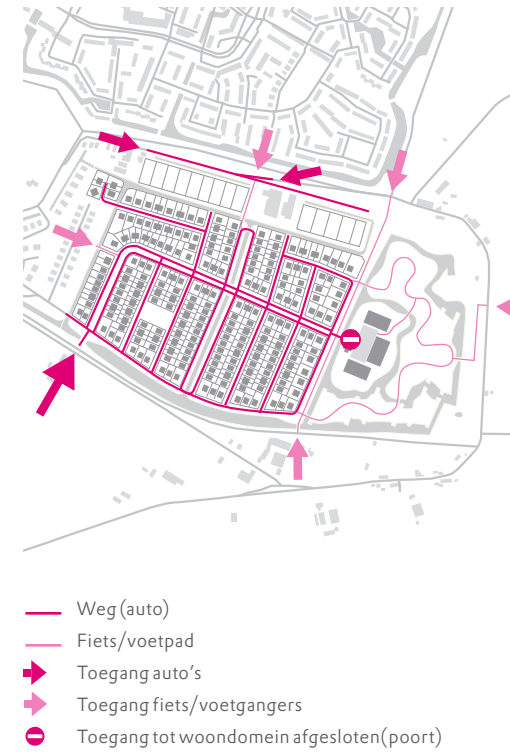 Weg (auto)
Fiets/voetpad
Toegang auto's
Toegang fiets/voetgangers
Toegang tot woondomein afgesloten (poort)